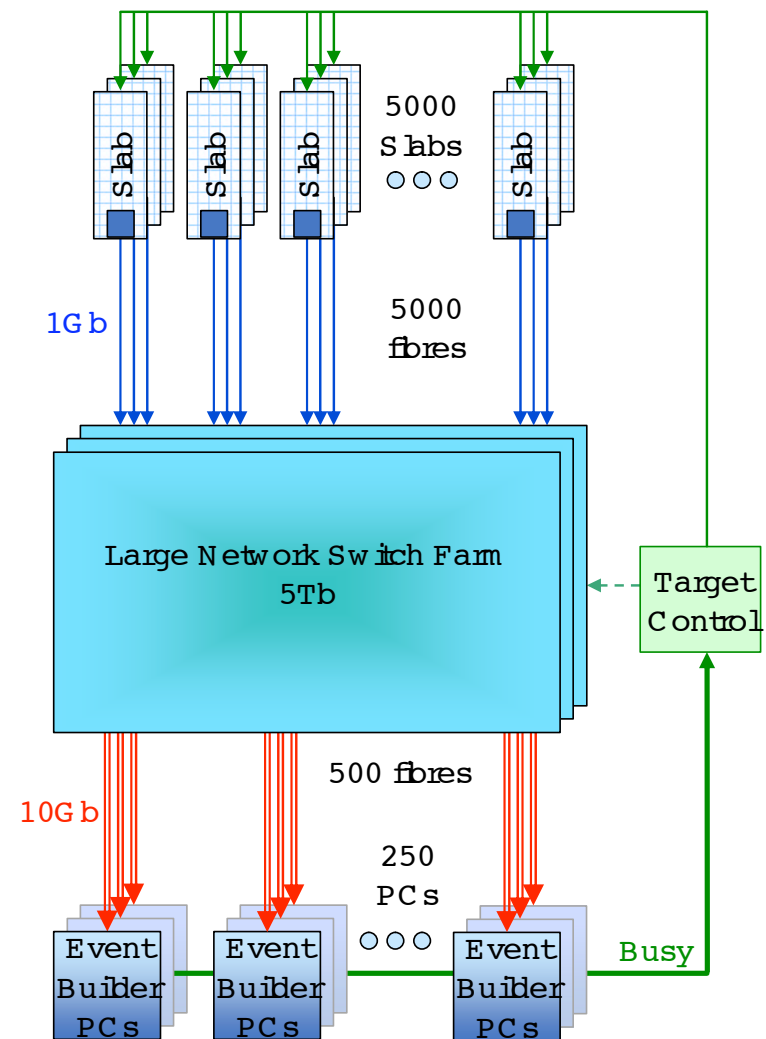 Slab
Slab
Slab
Slab
5000
Slabs
1Gb
5000
fibres
Large Network Switch Farm
5Tb
Target
Control
500 fibres
10Gb
250
PCs
Busy
Event
Builder
PCs
Event
Builder
PCs
Event
Builder
PCs